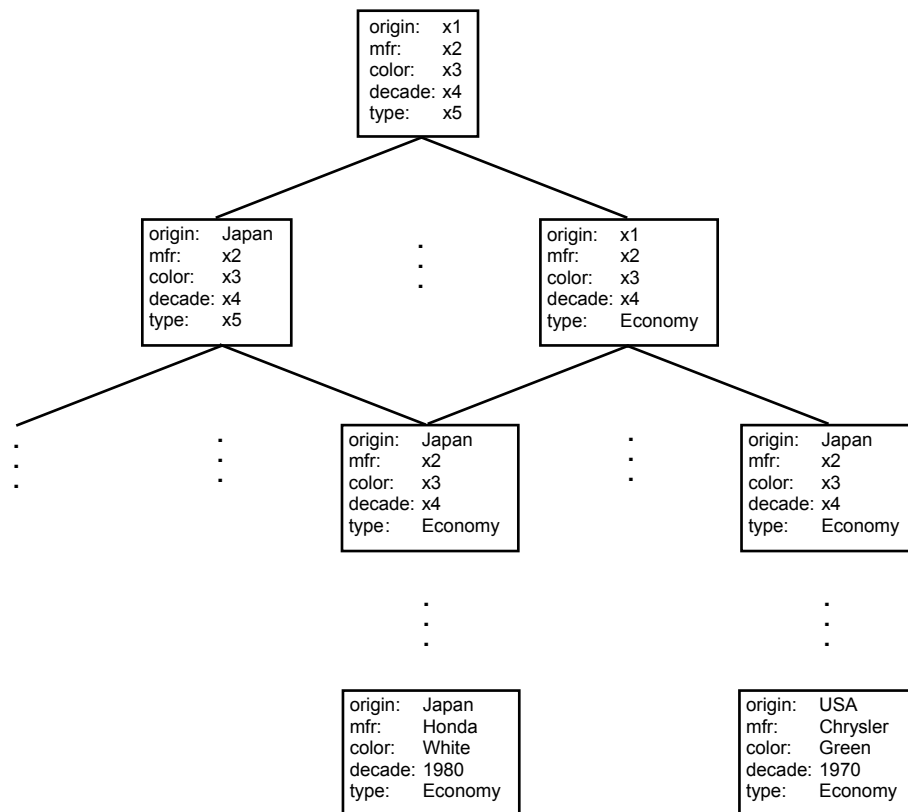 origin: x1
mfr: x2
color: x3
decade: x4
type: x5
origin: Japan
mfr: x2
color: x3
decade: x4
type: x5
origin: x1
mfr: x2
color: x3
decade: x4
type: Economy
origin: Japan
mfr: x2
color: x3
decade: x4
type: Economy
origin: Japan
mfr: x2
color: x3
decade: x4
type: Economy
origin: Japan
mfr: Honda
color: White
decade: 1980
type: Economy
origin: USA
mfr: Chrysler
color: Green
decade: 1970
type: Economy